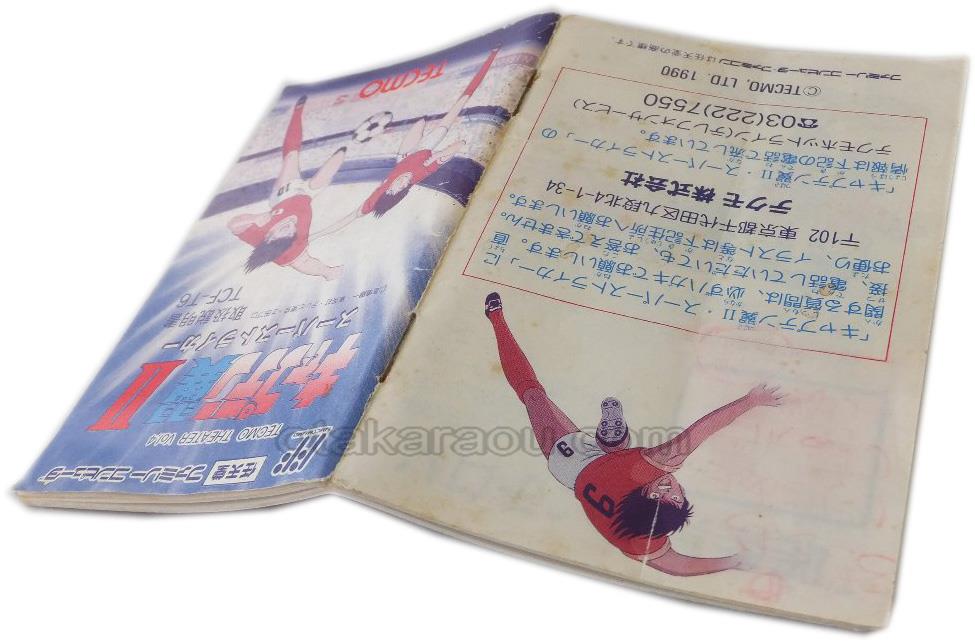 任天堂 ファミリーコンピュータ
TECMO THEATER Vol.4
キャプテン翼II
スーパーストライカー
取扱説明書
TCF-76
10
TECMO
「キャプテン翼II・スーパーストライカー」に
関する質問は、必ずハガキでお願いします。直
接、電話していただいても、お答えできません。
お便り、イラスト等は下記住所へお願いします。
〒102 東京都千代田区九段北4-1-34
テクモ 株式会社
「キャプテン翼II・スーパーストライカー」の
情報は下記の電話で流しています。
テクモホットライン(テレフォンサービス)
☎03(222)7550
© TECMO, LTD. 1990
ファミリーコンピュータ ファミコンは任天堂の商標です。
9
9
otakaraou.com